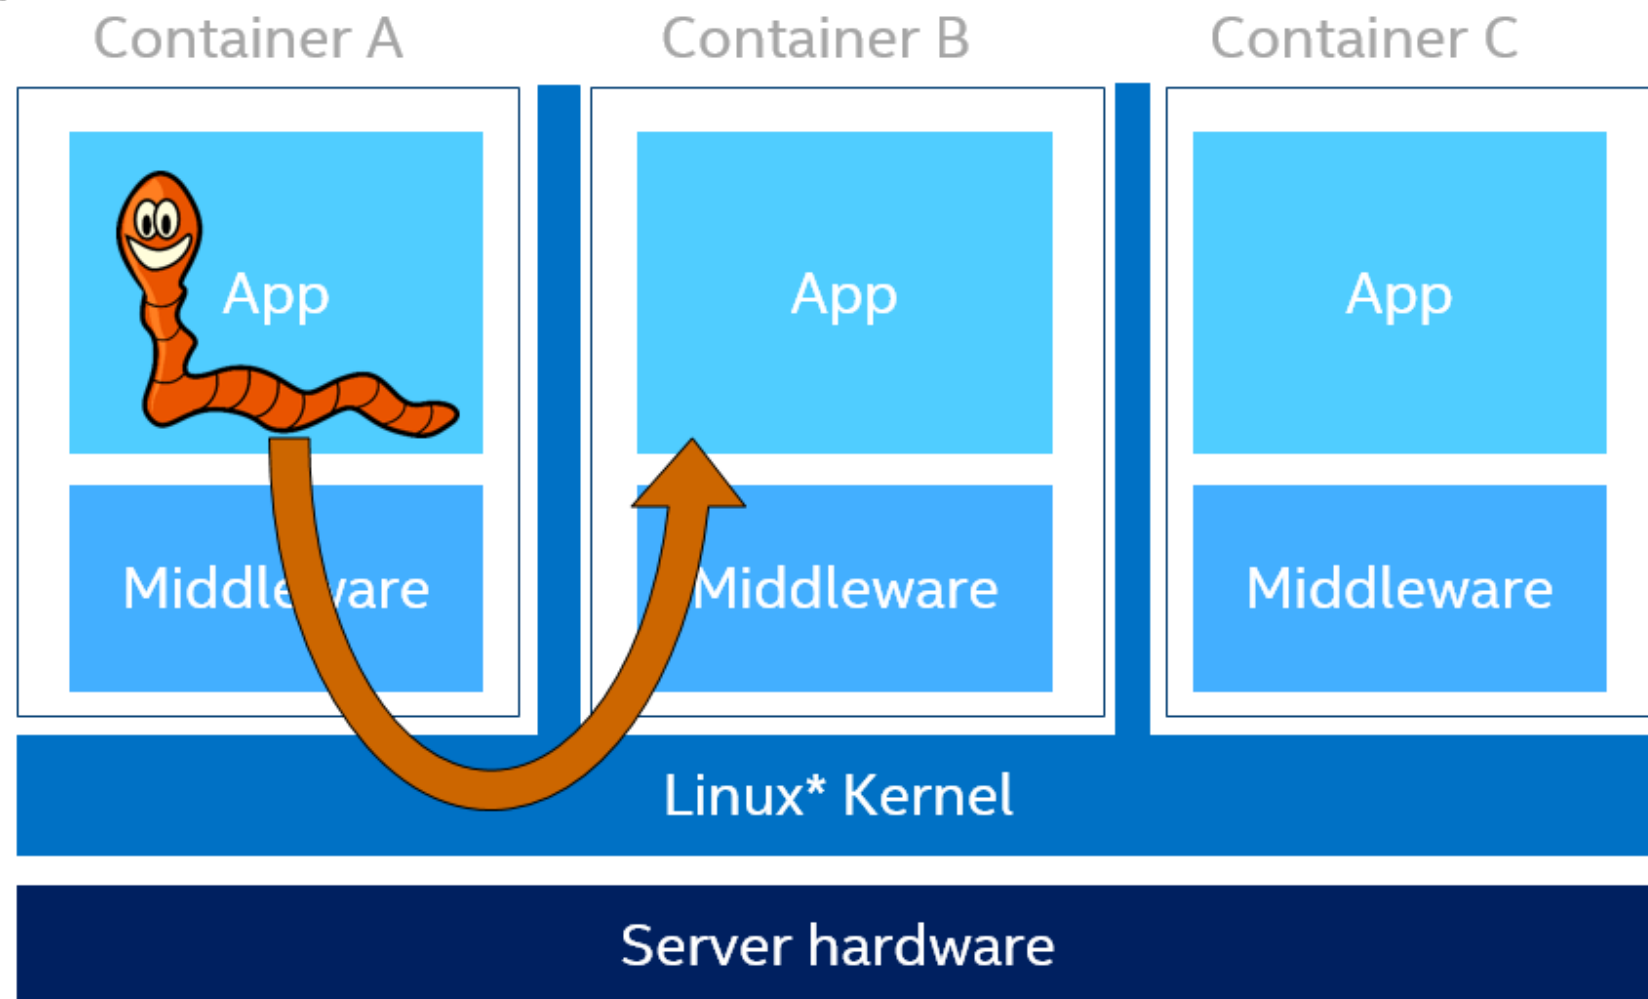 Container A
Container B
Container C
App
App
App
Middleware
Middleware
Middleware
Linux* Kernel
Server hardware